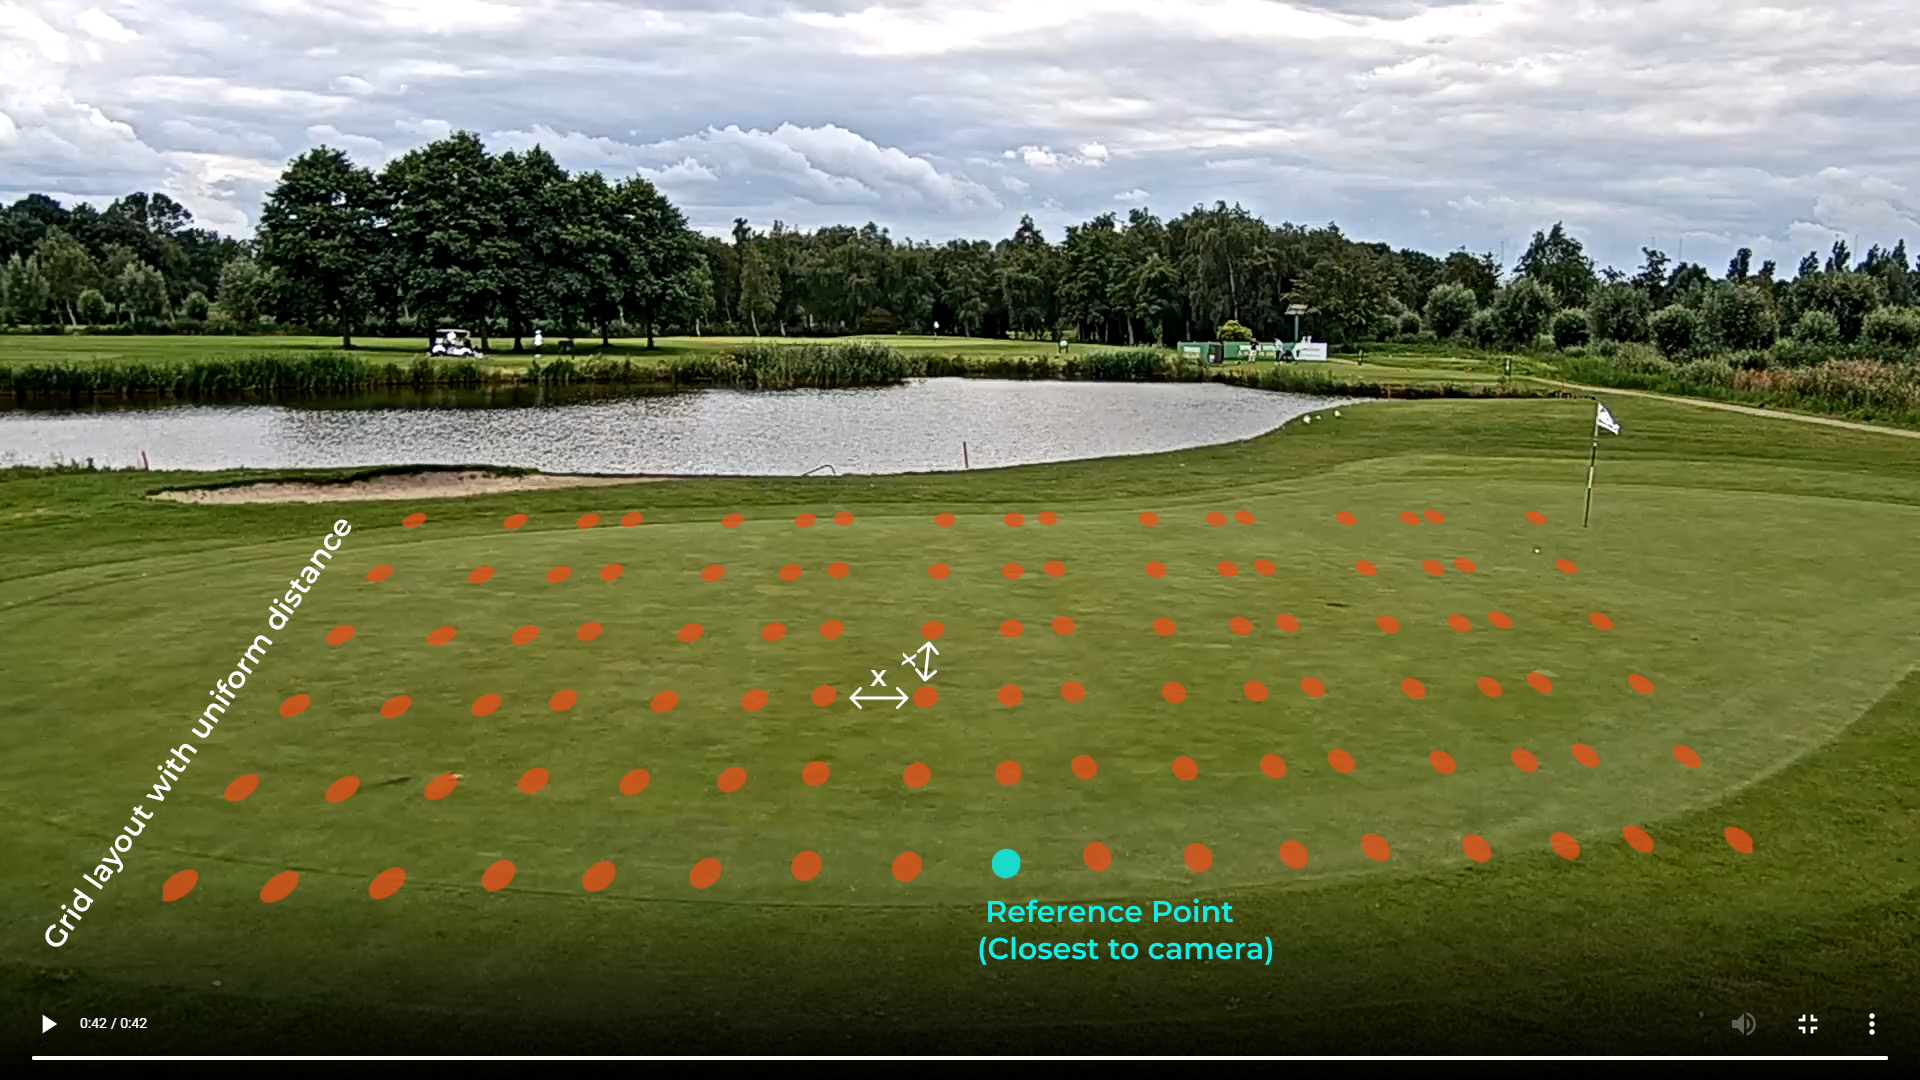 Grid layout with uniform distance
x
x
Reference Point
(Closest to camera)
0:42 / 0:42